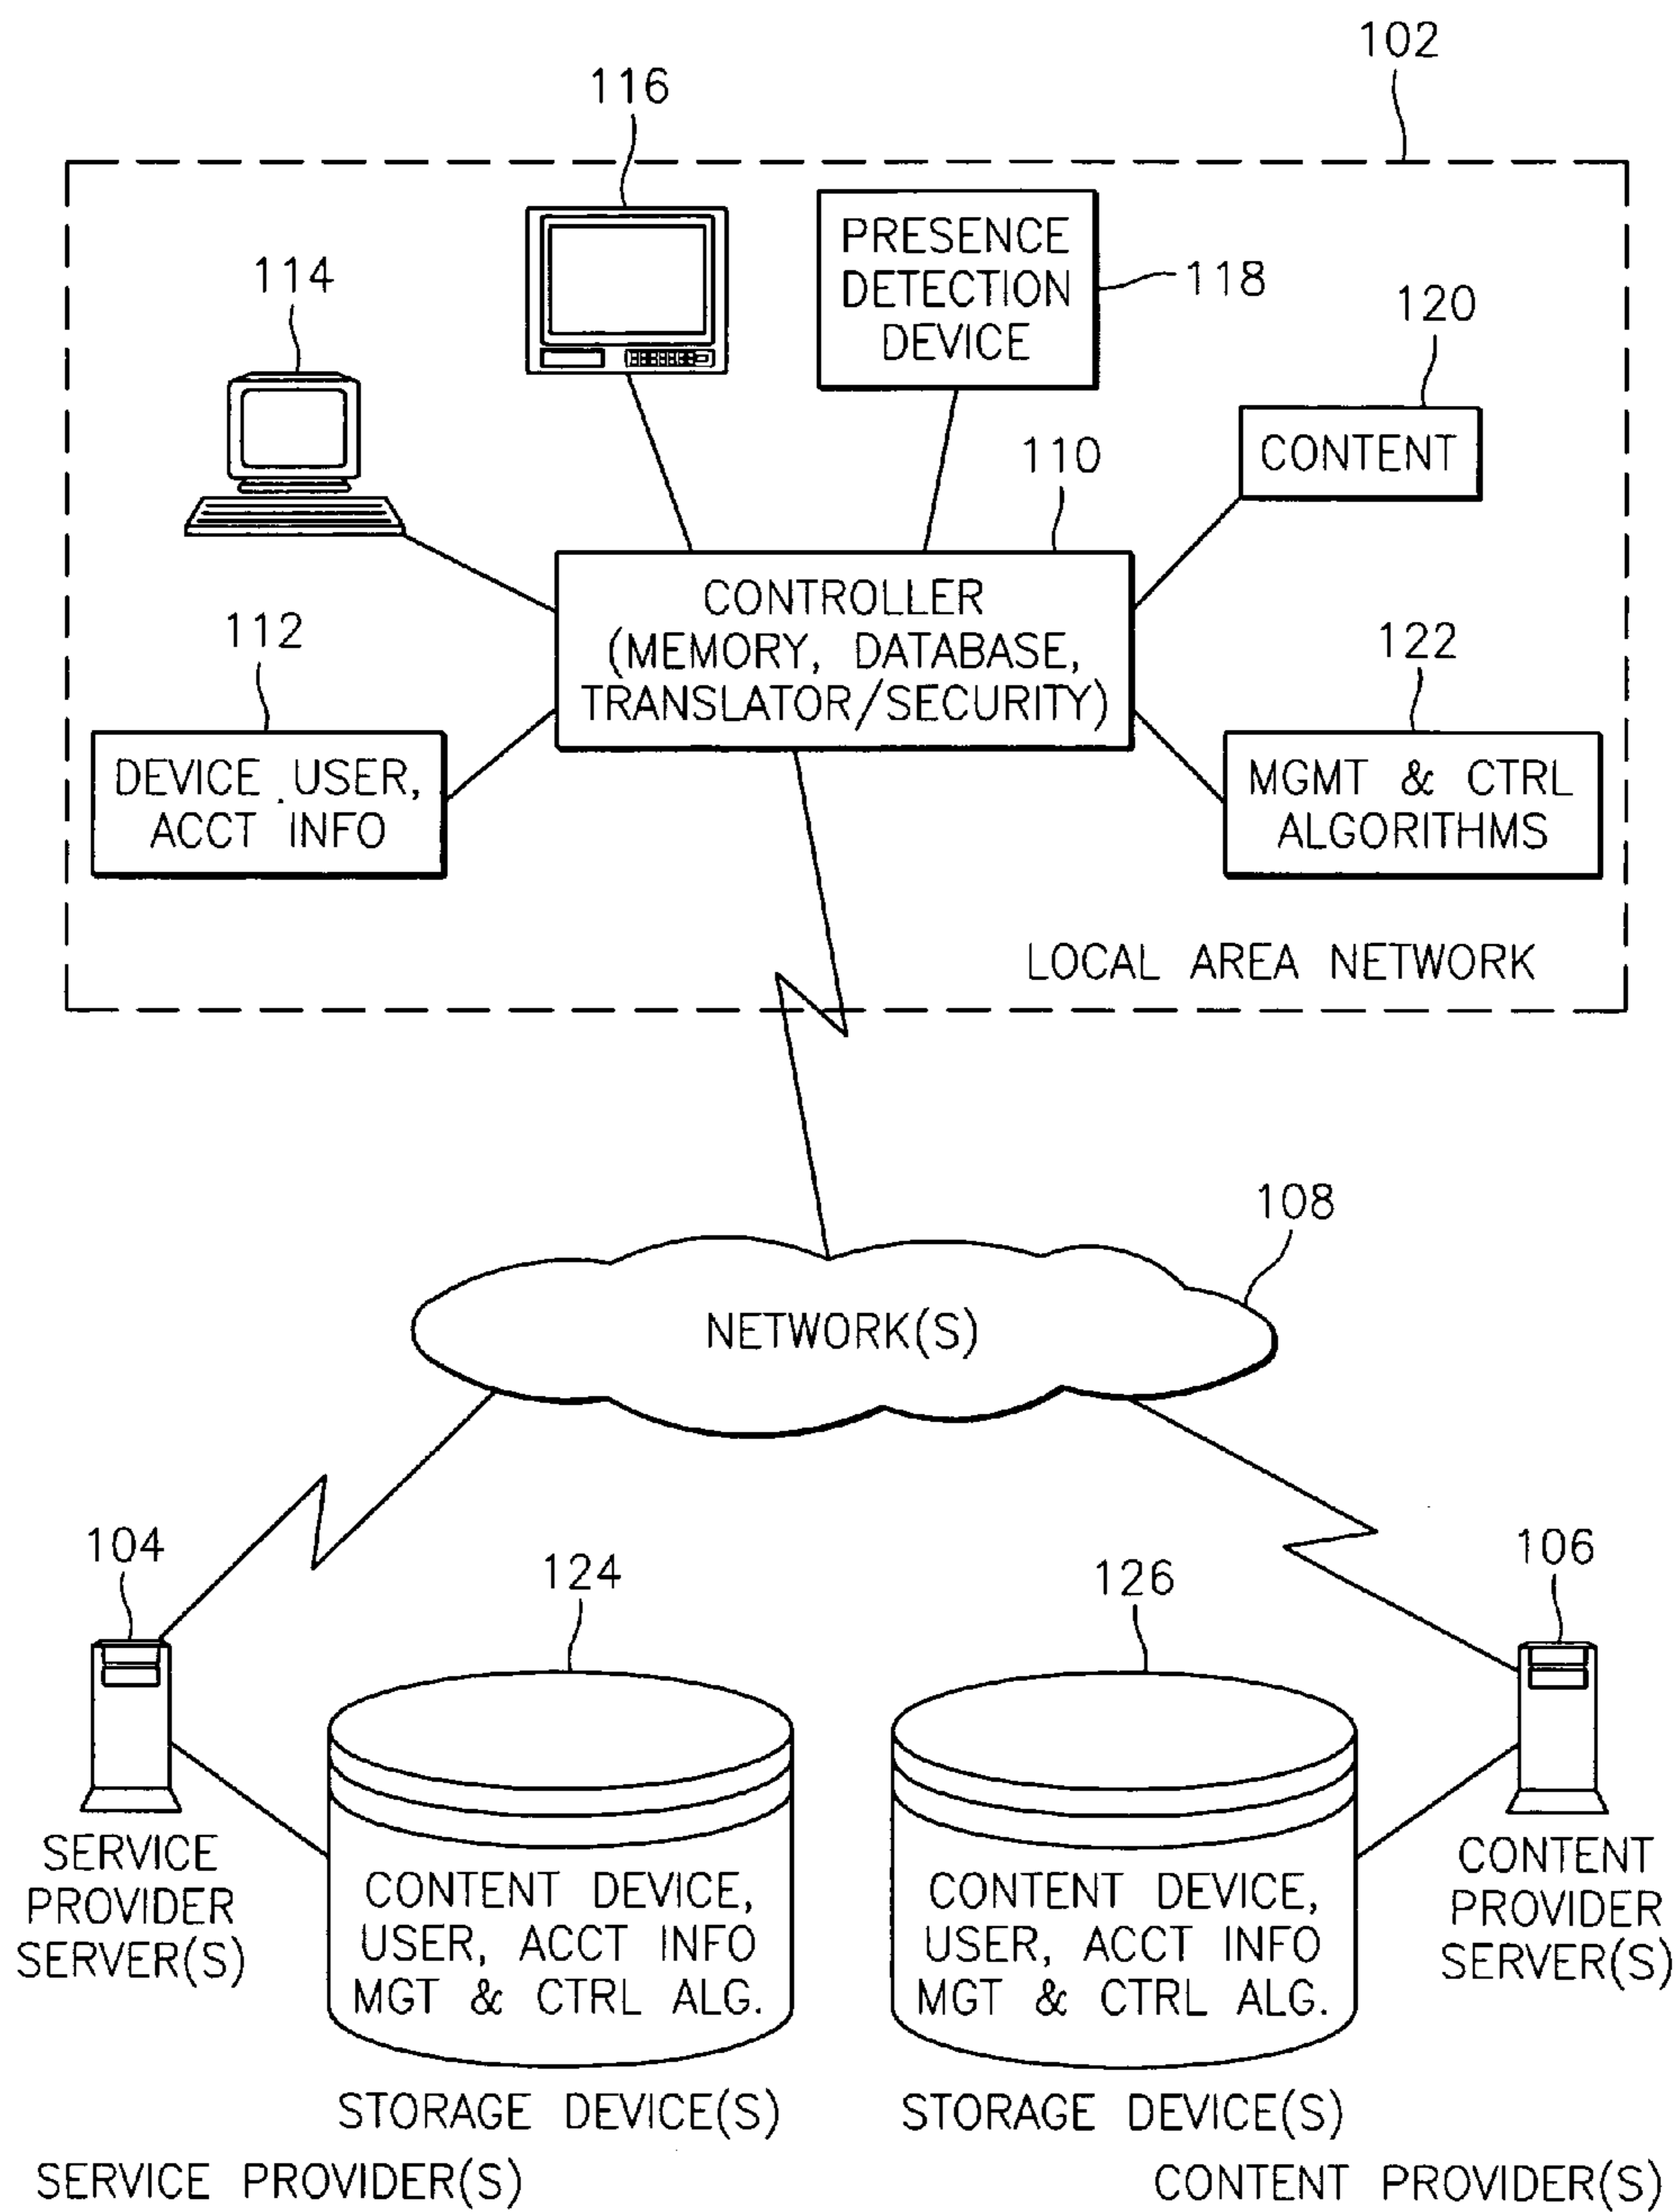 102
116
PRESENCE
DETECTION
DEVICE
118
114
120
CONTENT
110
CONTROLLER
(MEMORY, DATABASE,
TRANSLATOR/SECURITY)
112
DEVICE USER,
ACCT INFO
122
MGMT & CTRL
ALGORITHMS
LOCAL AREA NETWORK
108
NETWORK(S)
104
SERVICE
PROVIDER
SERVER(S)
124
CONTENT DEVICE,
USER, ACCT INFO
MGT & CTRL ALG.
STORAGE DEVICE(S)
SERVICE PROVIDER(S)
126
CONTENT DEVICE,
USER, ACCT INFO
MGT & CTRL ALG.
STORAGE DEVICE(S)
106
CONTENT
PROVIDER
SERVER(S)
CONTENT PROVIDER(S)